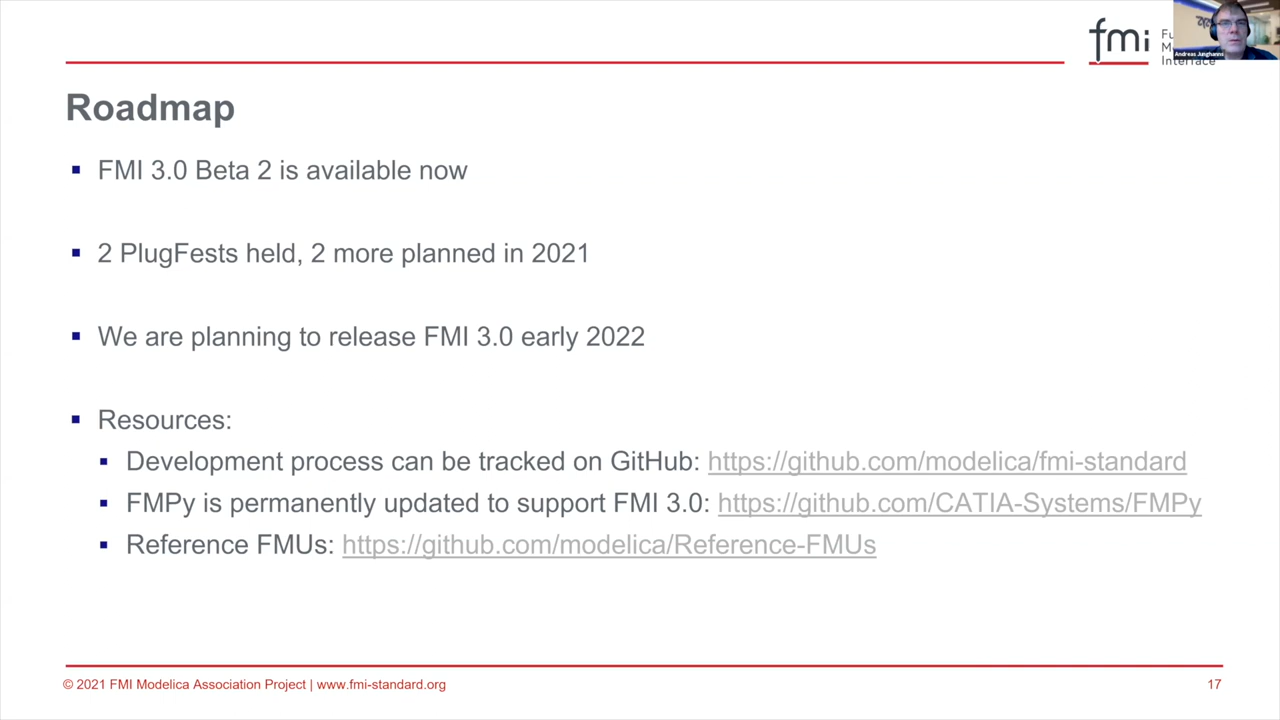 fmi
Interface
Andreas Junghanns
Roadmap
▪ FMI 3.0 Beta 2 is available now
▪ 2 PlugFests held, 2 more planned in 2021
▪ We are planning to release FMI 3.0 early 2022
▪ Resources:
▪ Development process can be tracked on GitHub: https://github.com/modelica/fmi-standard
▪ FMPy is permanently updated to support FMI 3.0: https://github.com/CATIA-Systems/FMPy
▪ Reference FMUs: https://github.com/modelica/Reference-FMUs
© 2021 FMI Modelica Association Project | www.fmi-standard.org
17